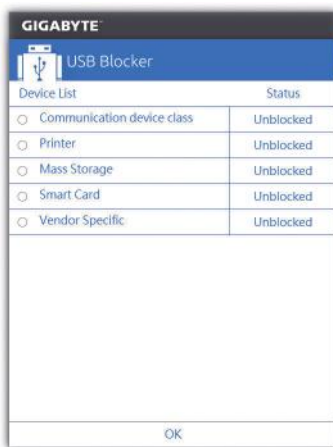 GIGABYTE™
USB Blocker
Device List Status
Communication device class Unblocked
Printer Unblocked
Mass Storage Unblocked
Smart Card Unblocked
Vendor Specific Unblocked
OK